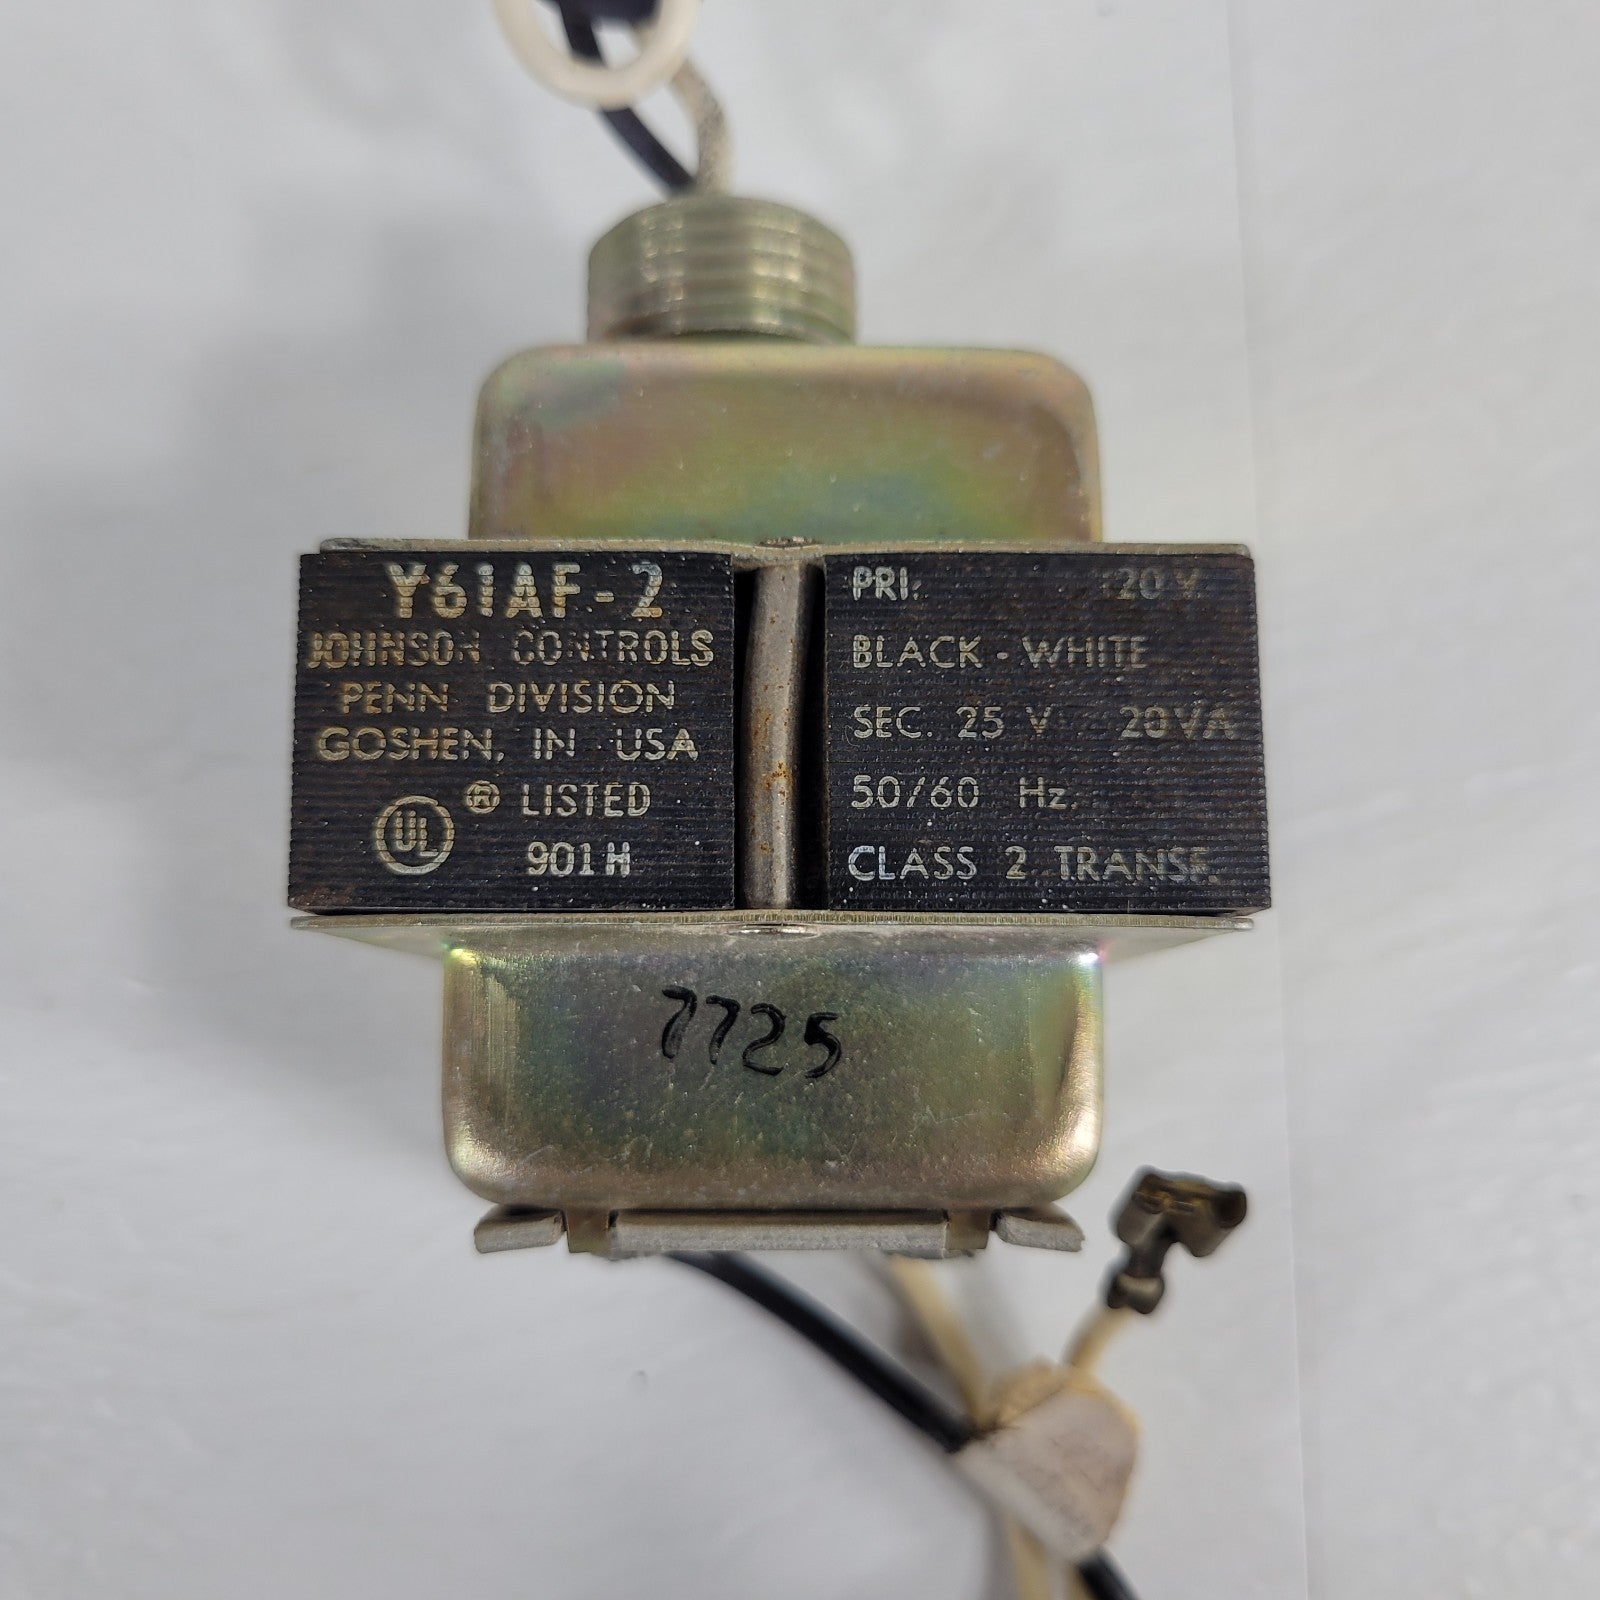 Y61AF-2
JOHNSON CONTROLS
PENN DIVISION
GOSHEN, IN USA
UL ® LISTED
901H
PRI. 120 V.
BLACK - WHITE
SEC. 25 V 20VA
50/60 Hz.
CLASS 2 TRANSF.
7725